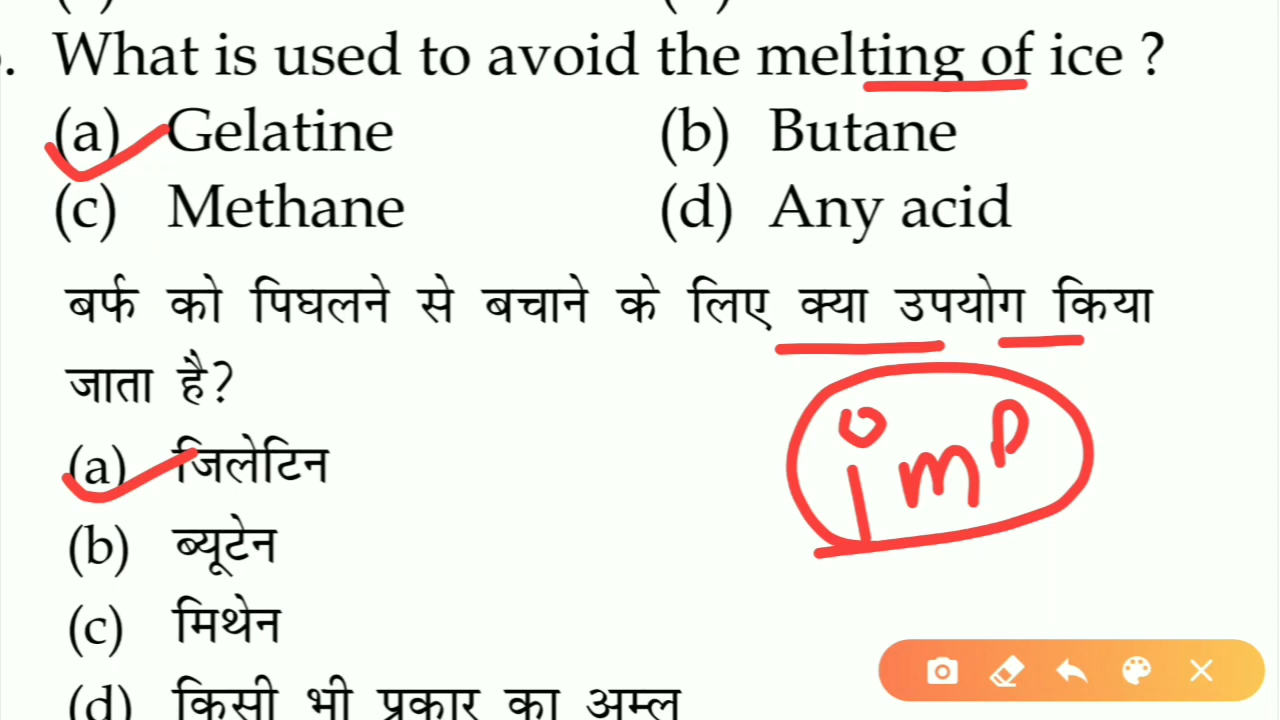 . What is used to avoid the melting of ice ?
(a) Gelatine (b) Butane
(c) Methane (d) Any acid
बर्फ को पिघलने से बचाने के लिए क्या उपयोग किया
जाता है?
(a) जिलेटिन
imp
(b) ब्यूटेन
(c) मिथेन
(d) किसी भी प्रकार का अम्ल